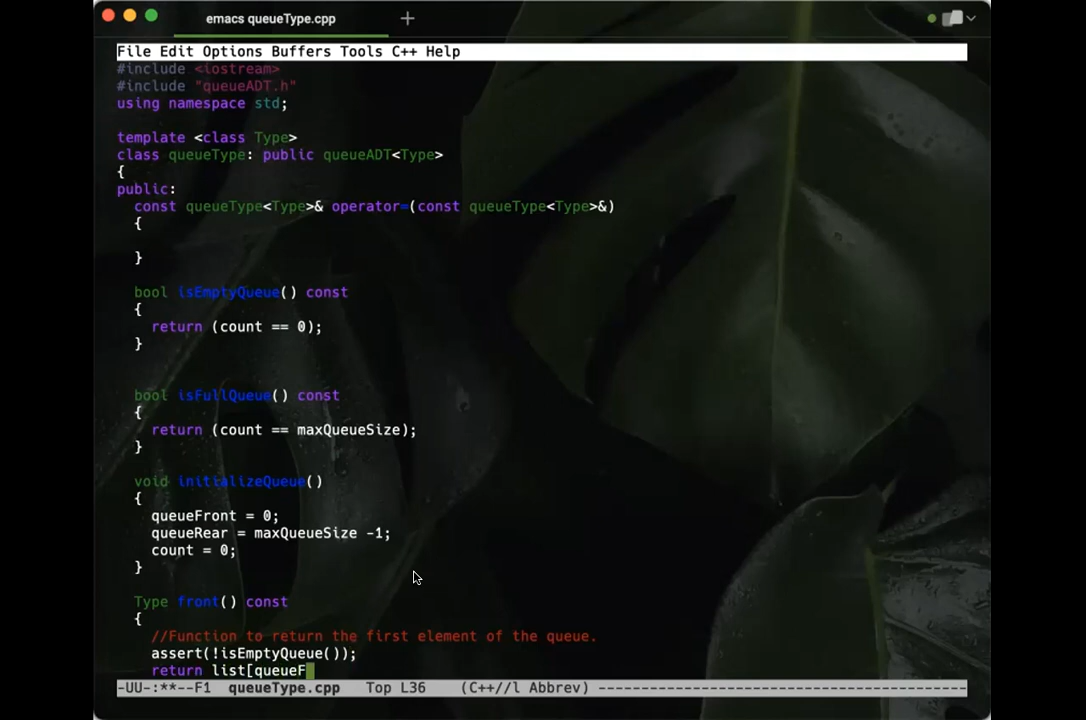 emacs queueType.cpp
File Edit Options Buffers Tools C++ Help
#include <iostream>
#include "queueADT.h"
using namespace std;
template <class Type>
class queueType: public queueADT<Type>
{
public:
const queueType<Type>& operator=(const queueType<Type>&)
{
}
bool isEmptyQueue() const
{
return (count == 0);
}
bool isFullQueue() const
{
return (count == maxQueueSize);
}
void initializeQueue()
{
queueFront = 0;
queueRear = maxQueueSize -1;
count = 0;
}
Type front() const
{
//Function to return the first element of the queue.
assert(!isEmptyQueue());
return list[queueF
-UU-:**--F1 queueType.cpp Top L36 (C++//l Abbrev) ------------------------------------------